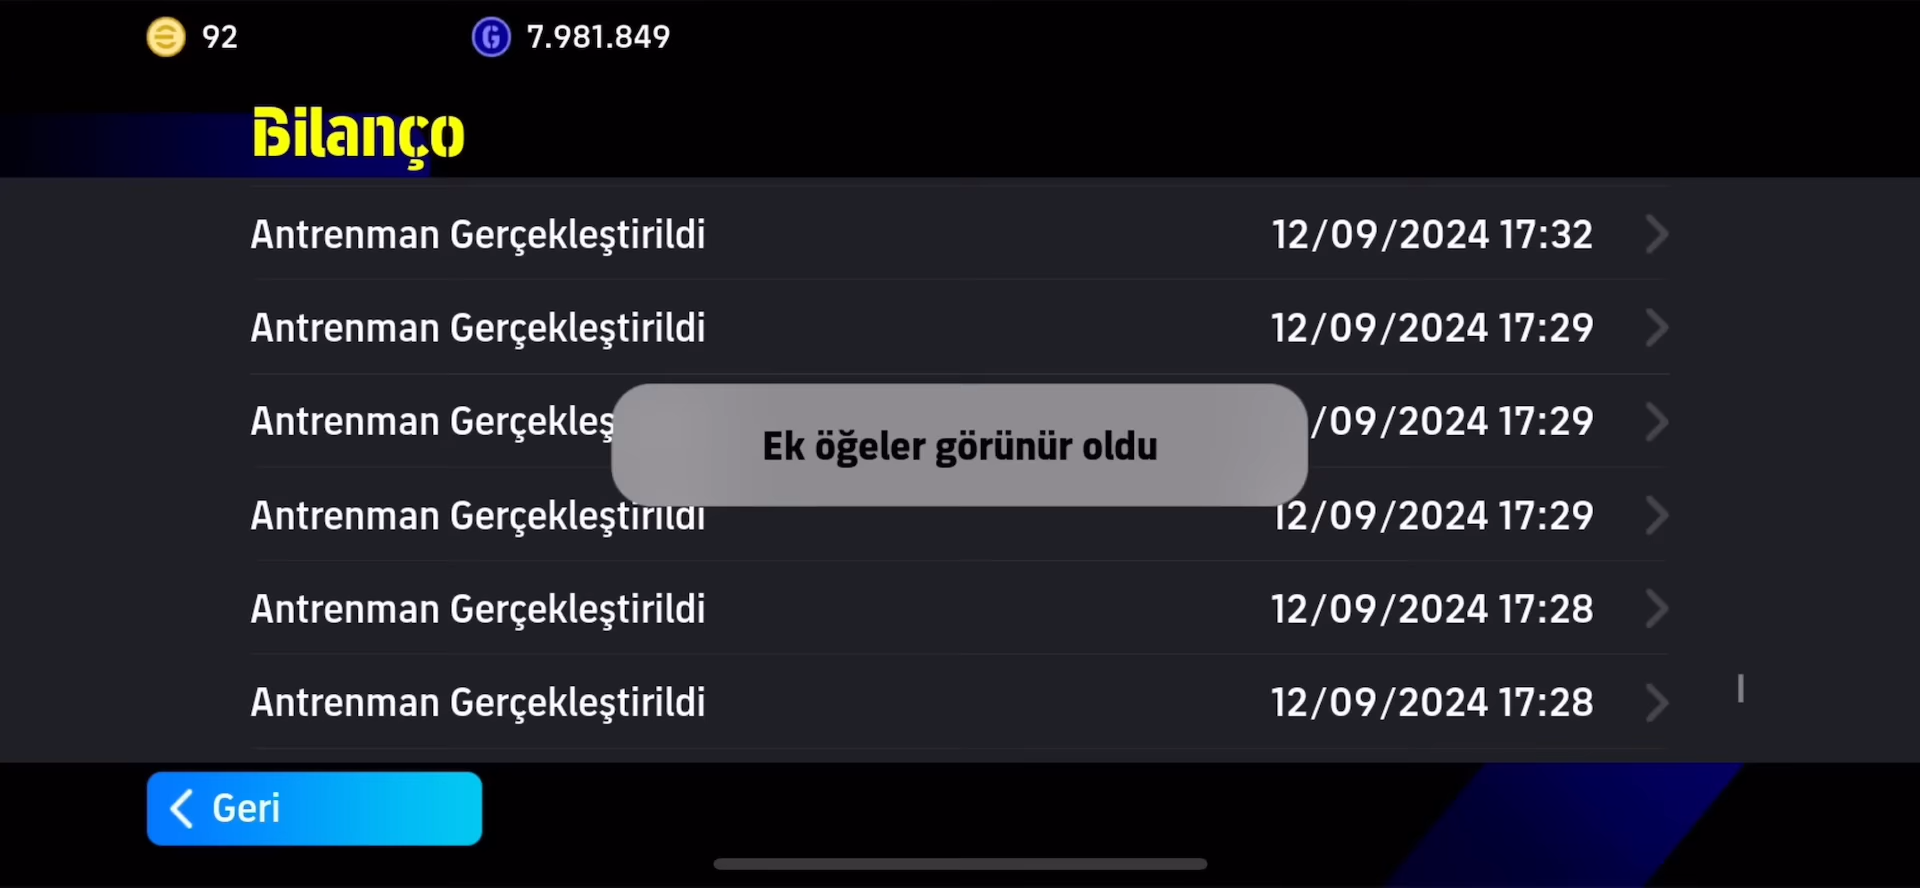 92
7.981.849
Bilanço
Antrenman Gerçekleştirildi 12/09/2024 17:32
Antrenman Gerçekleştirildi 12/09/2024 17:29
Antrenman Gerçekleş /09/2024 17:29
Ek öğeler görünür oldu
Antrenman Gerçekleştirildi 12/09/2024 17:29
Antrenman Gerçekleştirildi 12/09/2024 17:28
Antrenman Gerçekleştirildi 12/09/2024 17:28
Geri